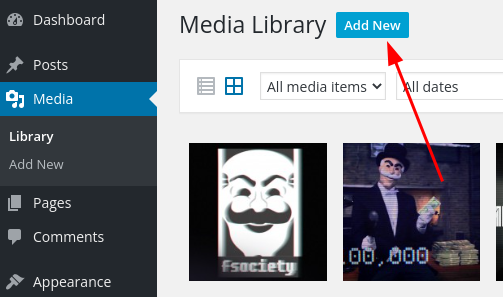 Dashboard
Posts
Media
Library
Add New
Pages
Comments
Appearance
Media Library Add New
All media items All dates
fsociety
00,000